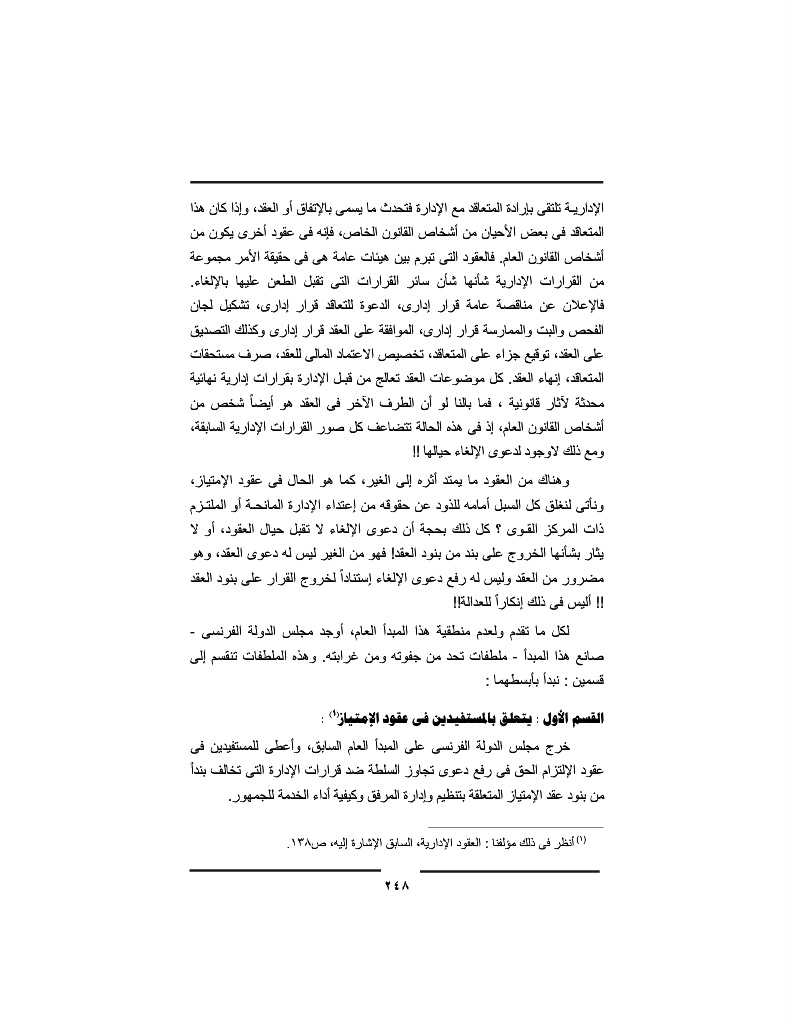 الإداريـة تلتقى بإرادة المتعاقد مع الإدارة فتحدث ما يسمى بالإتفاق أو العقد، وإذا كان هذا
المتعاقد فى بعض الأحيان من أشخاص القانون الخاص، فإنه فى عقود أخرى يكون من
أشخاص القانون العام. فالعقود التى تبرم بين هيئات عامة هى فى حقيقة الأمر مجموعة
من القرارات الإدارية شأنها شأن سائر القرارات التى تقبل الطعن عليها بالإلغاء.
فالإعلان عن مناقصة عامة قرار إدارى، الدعوة للتعاقد قرار إدارى، تشكيل لجان
الفحص والبت والممارسة قرار إدارى، الموافقة على العقد قرار إدارى وكذلك التصديق
على العقد، توقيع جزاء على المتعاقد، تخصيص الاعتماد المالى للعقد، صرف مستحقات
المتعاقد، إنهاء العقد. كل موضوعات العقد تعالج من قبـل الإدارة بقرارات إدارية نهائية
محدثة لآثار قانونية ، فما بالنا لو أن الطرف الآخر فى العقد هو أيضاً شخص من
أشخاص القانون العام، إذ فى هذه الحالة تتضاعف كل صور القرارات الإدارية السابقة،
ومع ذلك لاوجود لدعوى الإلغاء حيالها !!
وهناك من العقود ما يمتد أثره إلى الغير، كما هو الحال فى عقود الإمتياز،
ونأتى لنغلق كل السبل أمامه للذود عن حقوقه من إعتداء الإدارة المانحـة أو الملتـزم
ذات المركز القـوى ؟ كل ذلك بحجة أن دعوى الإلغاء لا تقبل حيال العقود، أو لا
يثار بشأنها الخروج على بند من بنود العقد! فهو من الغير ليس له دعوى العقد، وهو
مضرور من العقد وليس له رفع دعوى الإلغاء إستناداً لخروج القرار على بنود العقد
!! أليس فى ذلك إنكاراً للعدالة!!
لكل ما تقدم ولعدم منطقية هذا المبدأ العام، أوجد مجلس الدولة الفرنسى -
صانع هذا المبدأ - ملطفات تحد من جفوته ومن غرابته. وهذه الملطفات تنقسم إلى
قسمين : نبدأ بأبسطهما :
القسم الأول : يتعلق بالمستفيدين فى عقود الإمتياز(١) :
خرج مجلس الدولة الفرنسى على المبدأ العام السابق، وأعطى للمستفيدين فى
عقود الإلتزام الحق فى رفع دعوى تجاوز السلطة ضد قرارات الإدارة التى تخالف بنداً
من بنود عقد الإمتياز المتعلقة بتنظيم وإدارة المرفق وكيفية أداء الخدمة للجمهور.
(١) أنظر فى ذلك مؤلفنا : العقود الإدارية، السابق الإشارة إليه، ص١٣٨.
٢٤٨